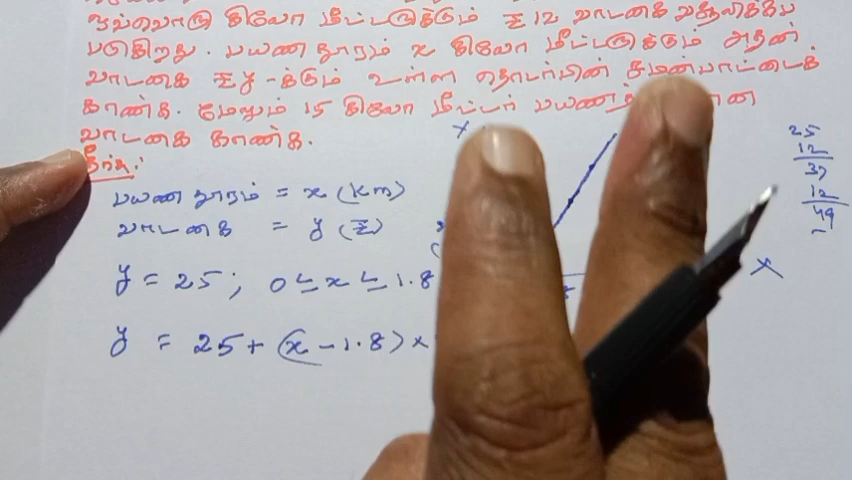 ஒவ்வொரு கிலோ மீட்டருக்கும் ₹12 வாடகை வசூலிக்கப்
படுகிறது. பயண தூரம் x கிலோ மீட்டருக்கும் அதன்
வாடகை ₹y-க்கும் உள்ள தொடர்பின் சமன்பாட்டைக்
காண்க. மேலும் 15 கிலோ மீட்டர் பயணத்
வாடகை காண்க.
தீர்வு:
பயண தூரம் = x (km)
வாடகை = y (₹)
y = 25 ; 0 ≤ x ≤ 1.8
y = 25 + (x - 1.8) ×
25
12
37
12
49
x